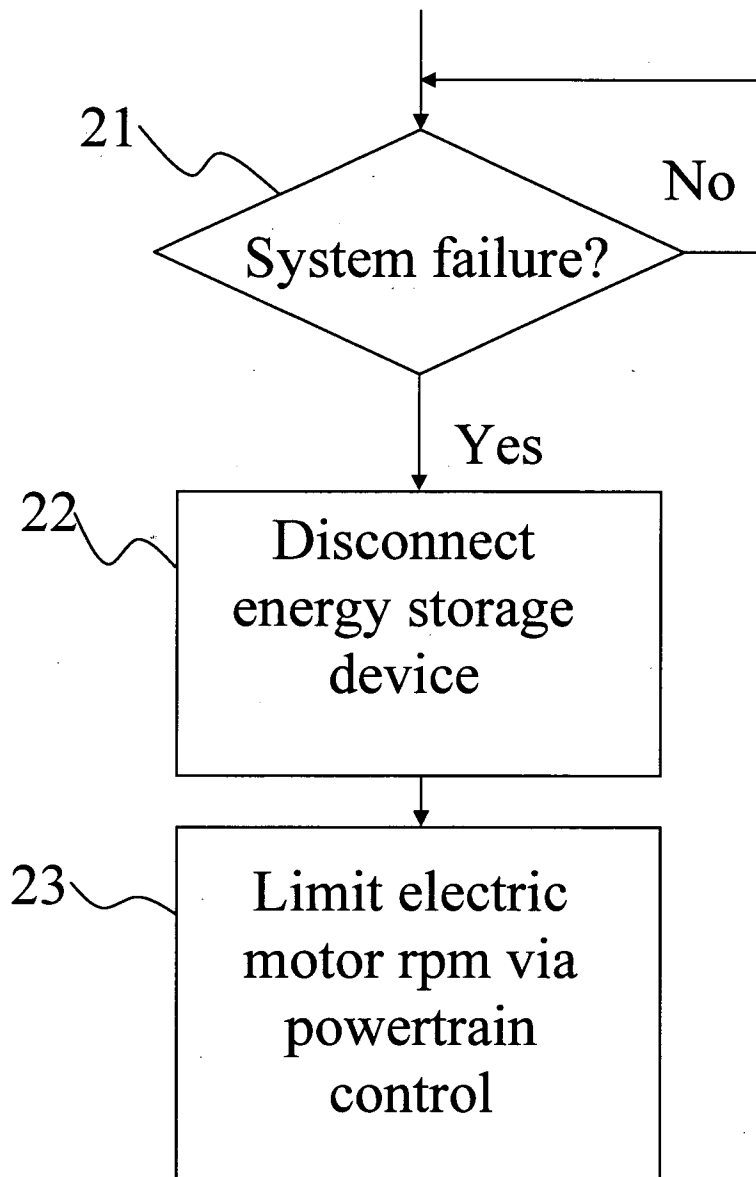 21
No
System failure?
Yes
22
Disconnect
energy storage
device
23
Limit electric
motor rpm via
powertrain
control